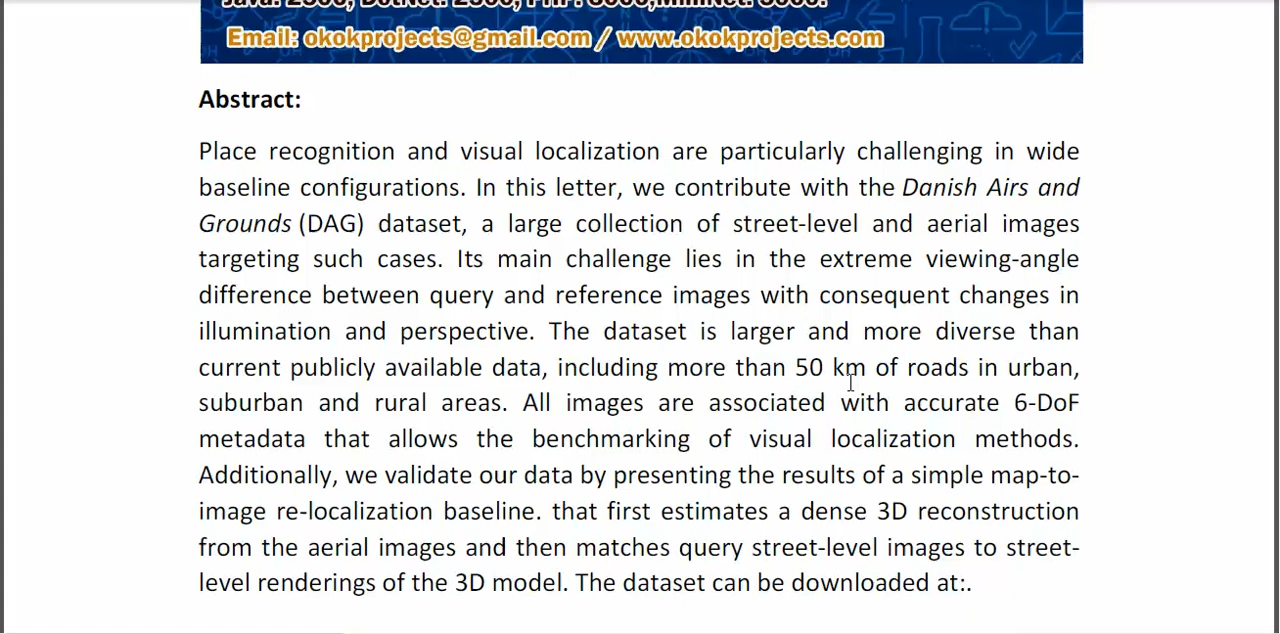 Email: okokprojects@gmail.com / www.okokprojects.com
Abstract:
Place recognition and visual localization are particularly challenging in wide
baseline configurations. In this letter, we contribute with the Danish Airs and
Grounds (DAG) dataset, a large collection of street-level and aerial images
targeting such cases. Its main challenge lies in the extreme viewing-angle
difference between query and reference images with consequent changes in
illumination and perspective. The dataset is larger and more diverse than
current publicly available data, including more than 50 km of roads in urban,
suburban and rural areas. All images are associated with accurate 6-DoF
metadata that allows the benchmarking of visual localization methods.
Additionally, we validate our data by presenting the results of a simple map-to-
image re-localization baseline. that first estimates a dense 3D reconstruction
from the aerial images and then matches query street-level images to street-
level renderings of the 3D model. The dataset can be downloaded at:.